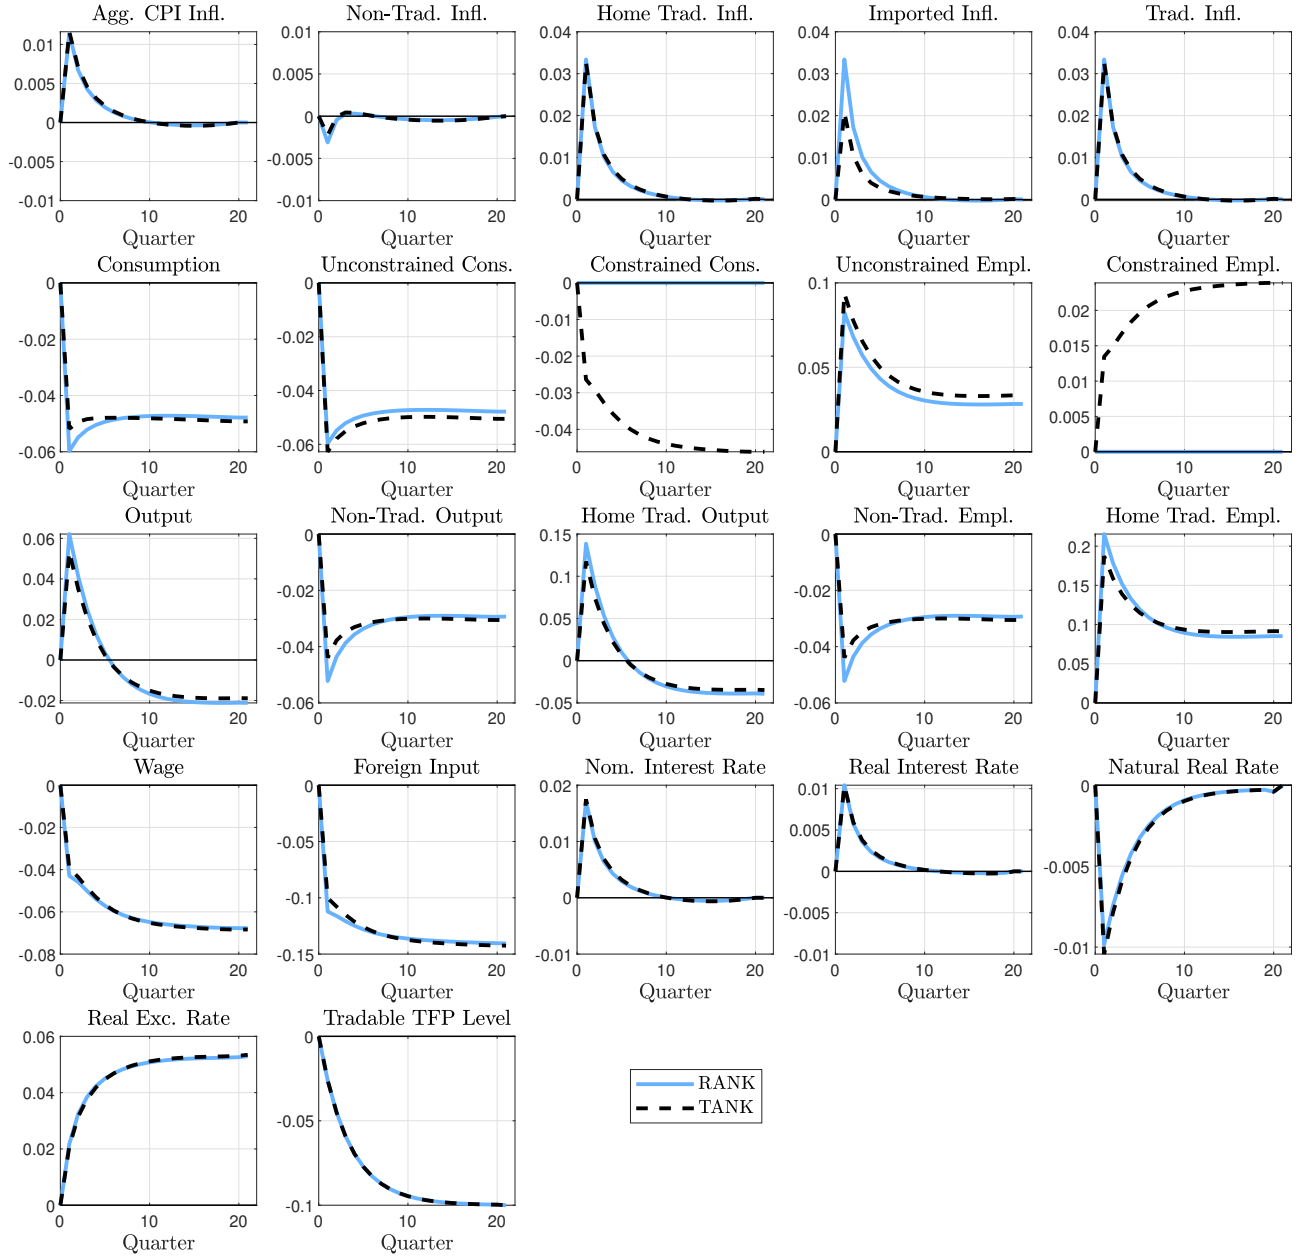 Agg. CPI Infl. Non-Trad. Infl. Home Trad. Infl. Imported Infl. Trad. Infl.
0.01 0.005 0 -0.005 -0.01
0.01 0.005 0 -0.005 -0.01
0.04 0.03 0.02 0.01 0
0.04 0.03 0.02 0.01 0
0.04 0.03 0.02 0.01 0
0 10 20 0 10 20 0 10 20 0 10 20 0 10 20
Quarter Quarter Quarter Quarter Quarter
Consumption Unconstrained Cons. Constrained Cons. Unconstrained Empl. Constrained Empl.
0 -0.02 -0.04 -0.06
0 -0.02 -0.04 -0.06
0 -0.01 -0.02 -0.03 -0.04
0.1 0.05 0
0.02 0.015 0.01 0.005 0
0 10 20 0 10 20 0 10 20 0 10 20 0 10 20
Quarter Quarter Quarter Quarter Quarter
Output Non-Trad. Output Home Trad. Output Non-Trad. Empl. Home Trad. Empl.
0.06 0.04 0.02 0 -0.02
0 -0.02 -0.04 -0.06
0.15 0.1 0.05 0 -0.05
0 -0.02 -0.04 -0.06
0.2 0.15 0.1 0.05 0
0 10 20 0 10 20 0 10 20 0 10 20 0 10 20
Quarter Quarter Quarter Quarter Quarter
Wage Foreign Input Nom. Interest Rate Real Interest Rate Natural Real Rate
0 -0.02 -0.04 -0.06 -0.08
0 -0.05 -0.1 -0.15
0.02 0.01 0 -0.01
0.01 0.005 0 -0.005 -0.01
0 -0.005 -0.01
0 10 20 0 10 20 0 10 20 0 10 20 0 10 20
Quarter Quarter Quarter Quarter Quarter
Real Exc. Rate Tradable TFP Level
0.06 0.04 0.02 0
0 -0.05 -0.1
0 10 20 0 10 20
Quarter Quarter
RANK
TANK